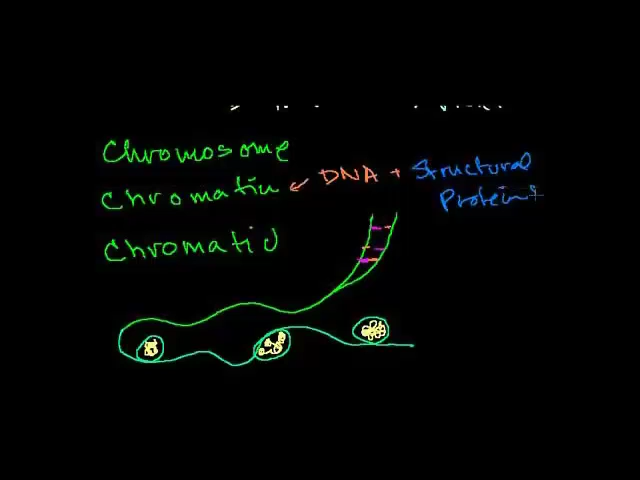 Chromosome
Chromatin ← DNA + Structural
Proteins
Chromatid